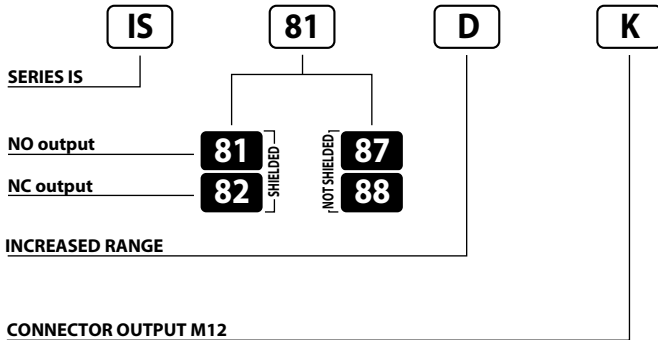 IS 81 D K
SERIES IS
NO output 81 SHIELDED NOT SHIELDED 87
NC output 82 88
INCREASED RANGE
CONNECTOR OUTPUT M12